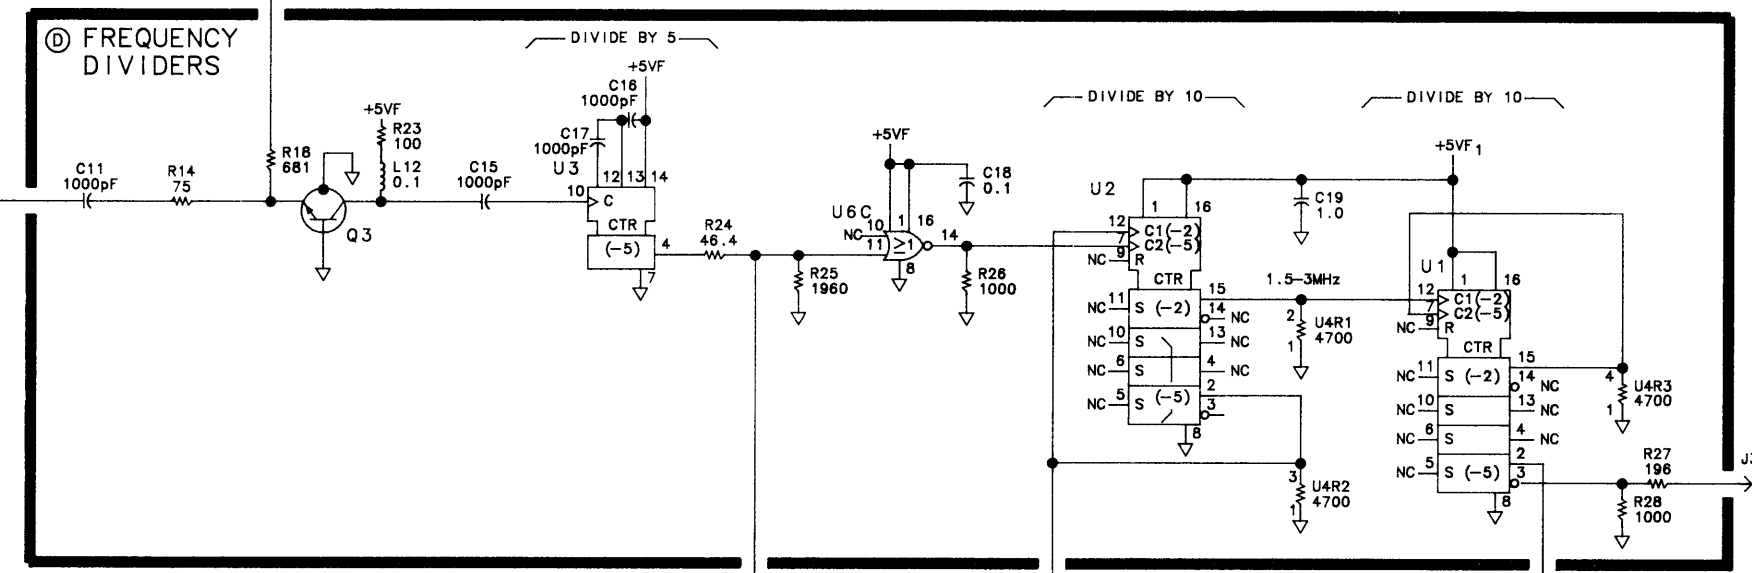 D FREQUENCY
DIVIDERS
DIVIDE BY 5
DIVIDE BY 10
DIVIDE BY 10
C11
1000pF
R14
75
R18
681
Q3
+5VF
R23
100
L12
0.1
C15
1000pF
C17
1000pF
C16
1000pF
+5VF
U3
12 13 14
10
C
CTR
(-5)
4
7
R24
46.4
R25
1960
+5VF
C18
0.1
U6C
NC
10
11
1
16
≥1
14
8
R26
1000
U2
1
16
12
7
NC 9
C1(-2)
C2(-5)
R
CTR
NC 11 S (-2) 15
14 NC
NC 10 S 13 NC
NC 6 S 4 NC
NC 5 S (-5) 2
3
8
C19
1.0
1.5-3MHz
2
1
U4R1
4700
3
1
U4R2
4700
+5VF1
U1
1
16
12
7
NC 9
C1(-2)
C2(-5)
R
CTR
NC 11 S (-2) 15
14 NC
NC 10 S 13 NC
NC 6 S 4 NC
NC 5 S (-5) 2
3
8
4
1
U4R3
4700
R27
196
R28
1000